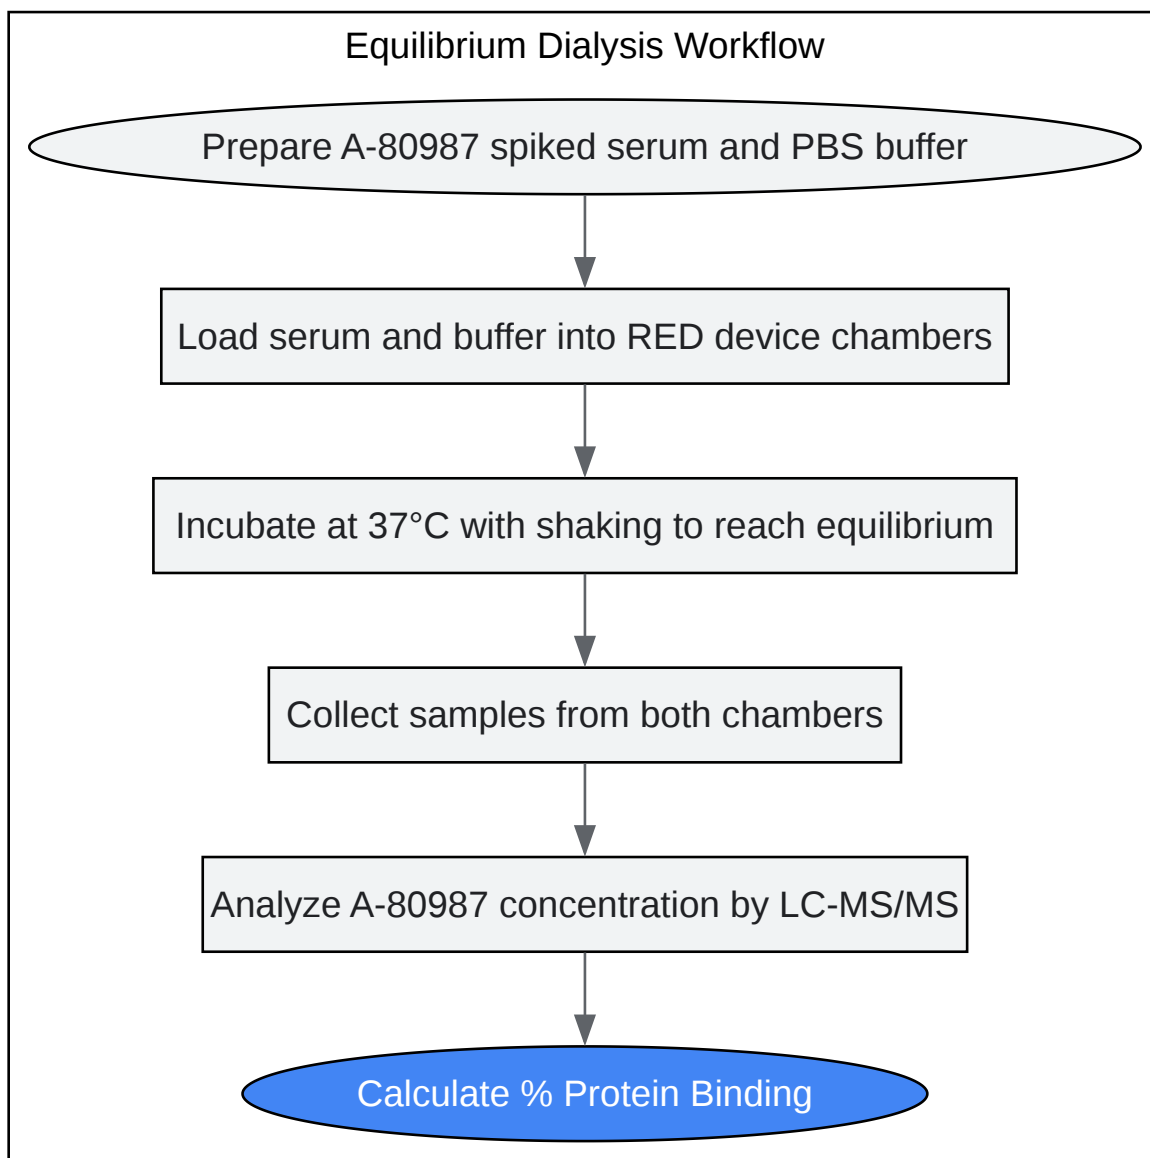 Equilibrium Dialysis Workflow
Prepare A-80987 spiked serum and PBS buffer
Load serum and buffer into RED device chambers
Incubate at 37°C with shaking to reach equilibrium
Collect samples from both chambers
Analyze A-80987 concentration by LC-MS/MS
Calculate % Protein Binding